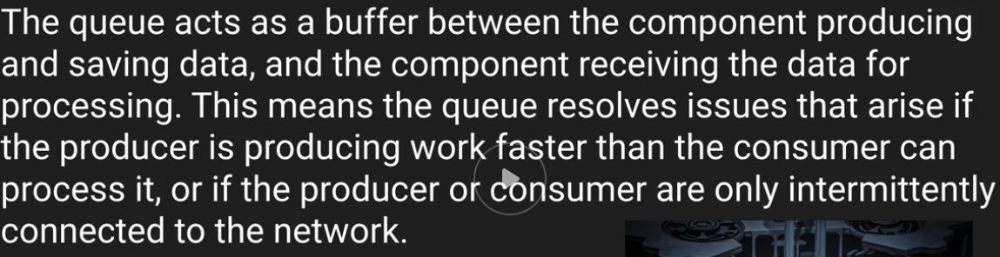 The queue acts as a buffer between the component producing
and saving data, and the component receiving the data for
processing. This means the queue resolves issues that arise if
the producer is producing work faster than the consumer can
process it, or if the producer or consumer are only intermittently
connected to the network.